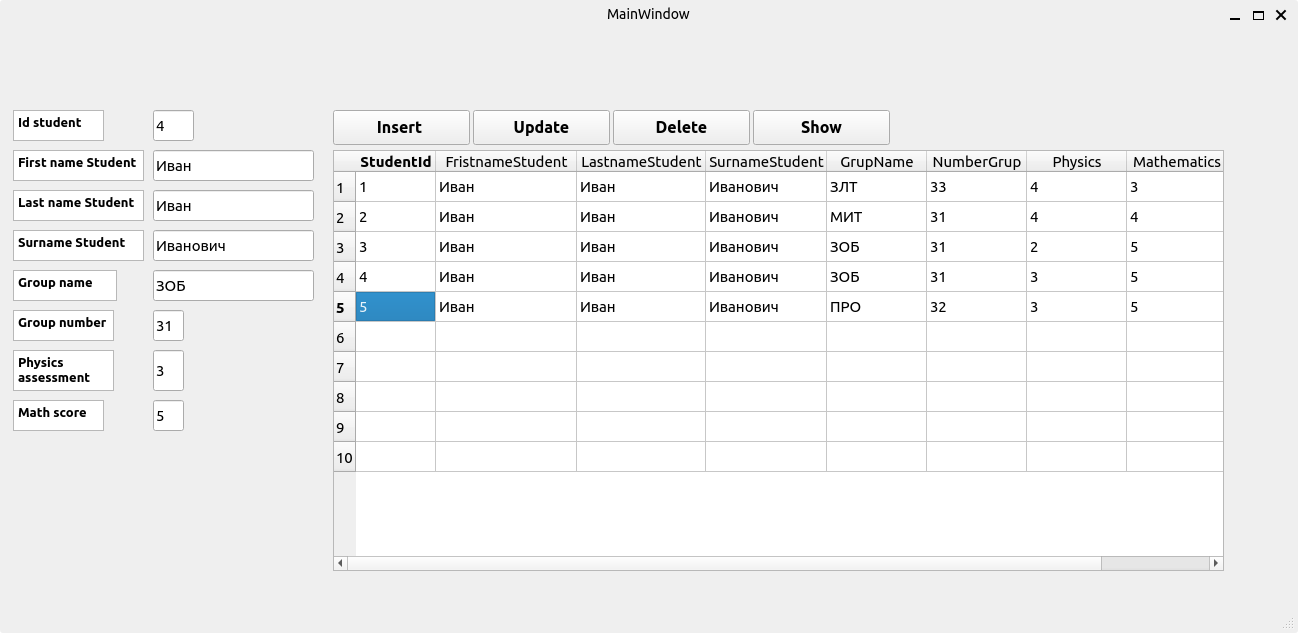 MainWindow
Id student 4
First name Student Иван
Last name Student Иван
Surname Student Иванович
Group name ЗОБ
Group number 31
Physics
assessment 3
Math score 5
Insert Update Delete Show
StudentId FristnameStudent LastnameStudent SurnameStudent GrupName NumberGrup Physics Mathematics
1 1 Иван Иван Иванович ЗЛТ 33 4 3
2 2 Иван Иван Иванович МИТ 31 4 4
3 3 Иван Иван Иванович ЗОБ 31 2 5
4 4 Иван Иван Иванович ЗОБ 31 3 5
5 5 Иван Иван Иванович ПРО 32 3 5
6
7
8
9
10